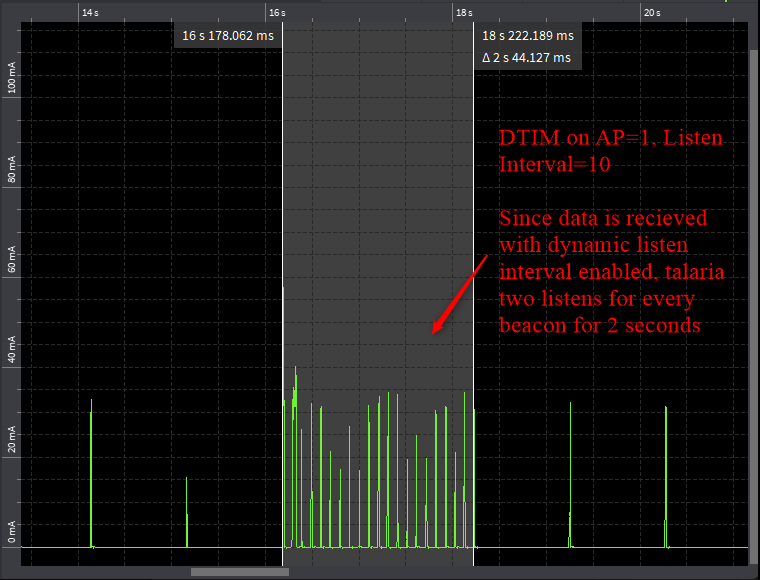 14 s
16 s
18 s
20 s
16 s 178.062 ms
18 s 222.189 ms
Δ 2 s 44.127 ms
100 mA
80 mA
60 mA
40 mA
20 mA
0 mA
DTIM on AP=1, Listen
Interval=10
Since data is recieved
with dynamic listen
interval enabled, talaria
two listens for every
beacon for 2 seconds